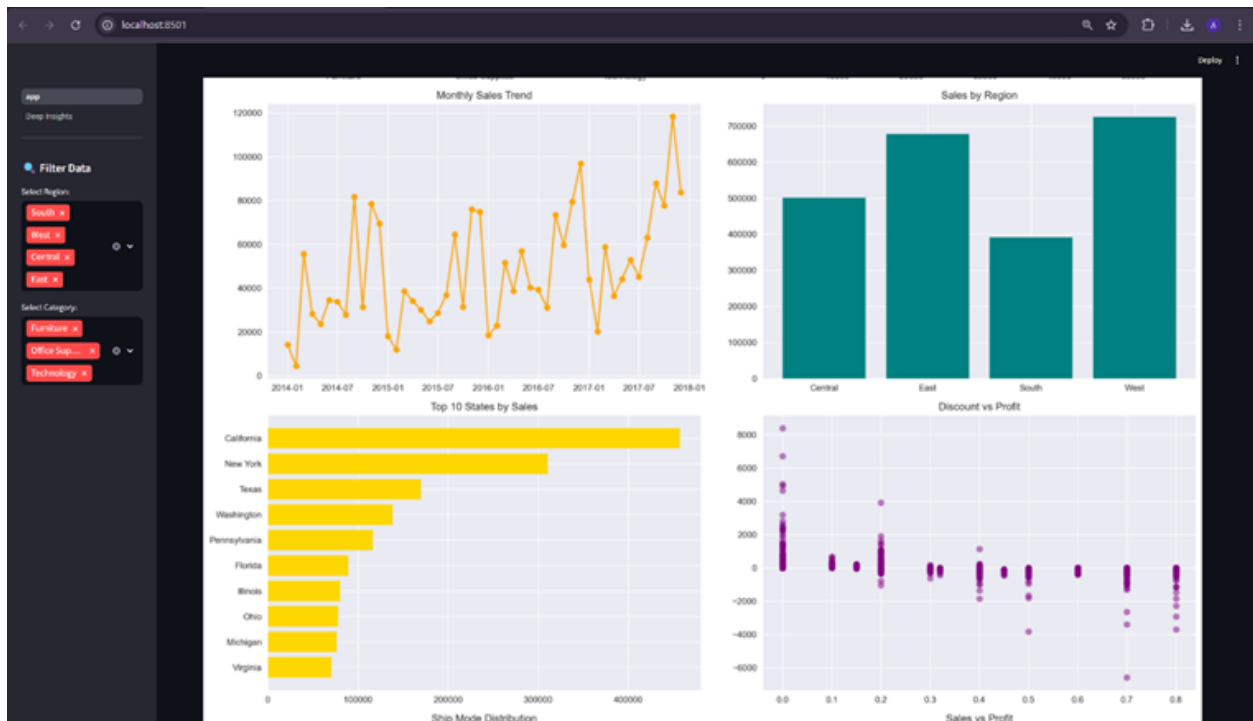 localhost:8501
Deploy
app
Deep Insights
Filter Data
Select Region:
South ×
West ×
Central ×
East ×
Select Category:
Furniture ×
Office Sup... ×
Technology ×
Monthly Sales Trend
120000
100000
80000
60000
40000
20000
0
2014-01 2014-07 2015-01 2015-07 2016-01 2016-07 2017-01 2017-07 2018-01
Sales by Region
700000
600000
500000
400000
300000
200000
100000
0
Central East South West
Top 10 States by Sales
California
New York
Texas
Washington
Pennsylvania
Florida
Illinois
Ohio
Michigan
Virginia
0 100000 200000 300000 400000
Discount vs Profit
8000
6000
4000
2000
0
−2000
−4000
−6000
0.0 0.1 0.2 0.3 0.4 0.5 0.6 0.7 0.8
Ship Mode Distribution
Sales vs Profit